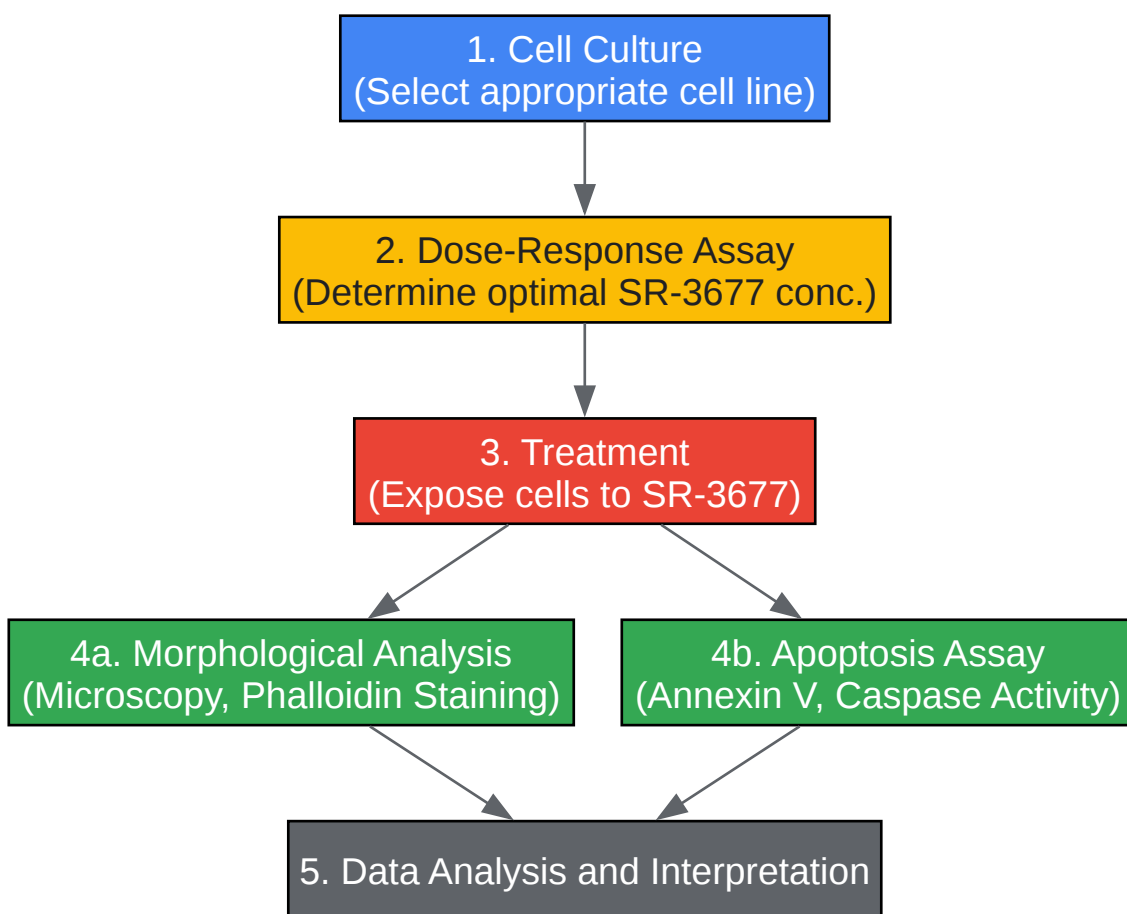 1. Cell Culture
(Select appropriate cell line)
2. Dose-Response Assay
(Determine optimal SR-3677 conc.)
3. Treatment
(Expose cells to SR-3677)
4a. Morphological Analysis
(Microscopy, Phalloidin Staining)
4b. Apoptosis Assay
(Annexin V, Caspase Activity)
5. Data Analysis and Interpretation